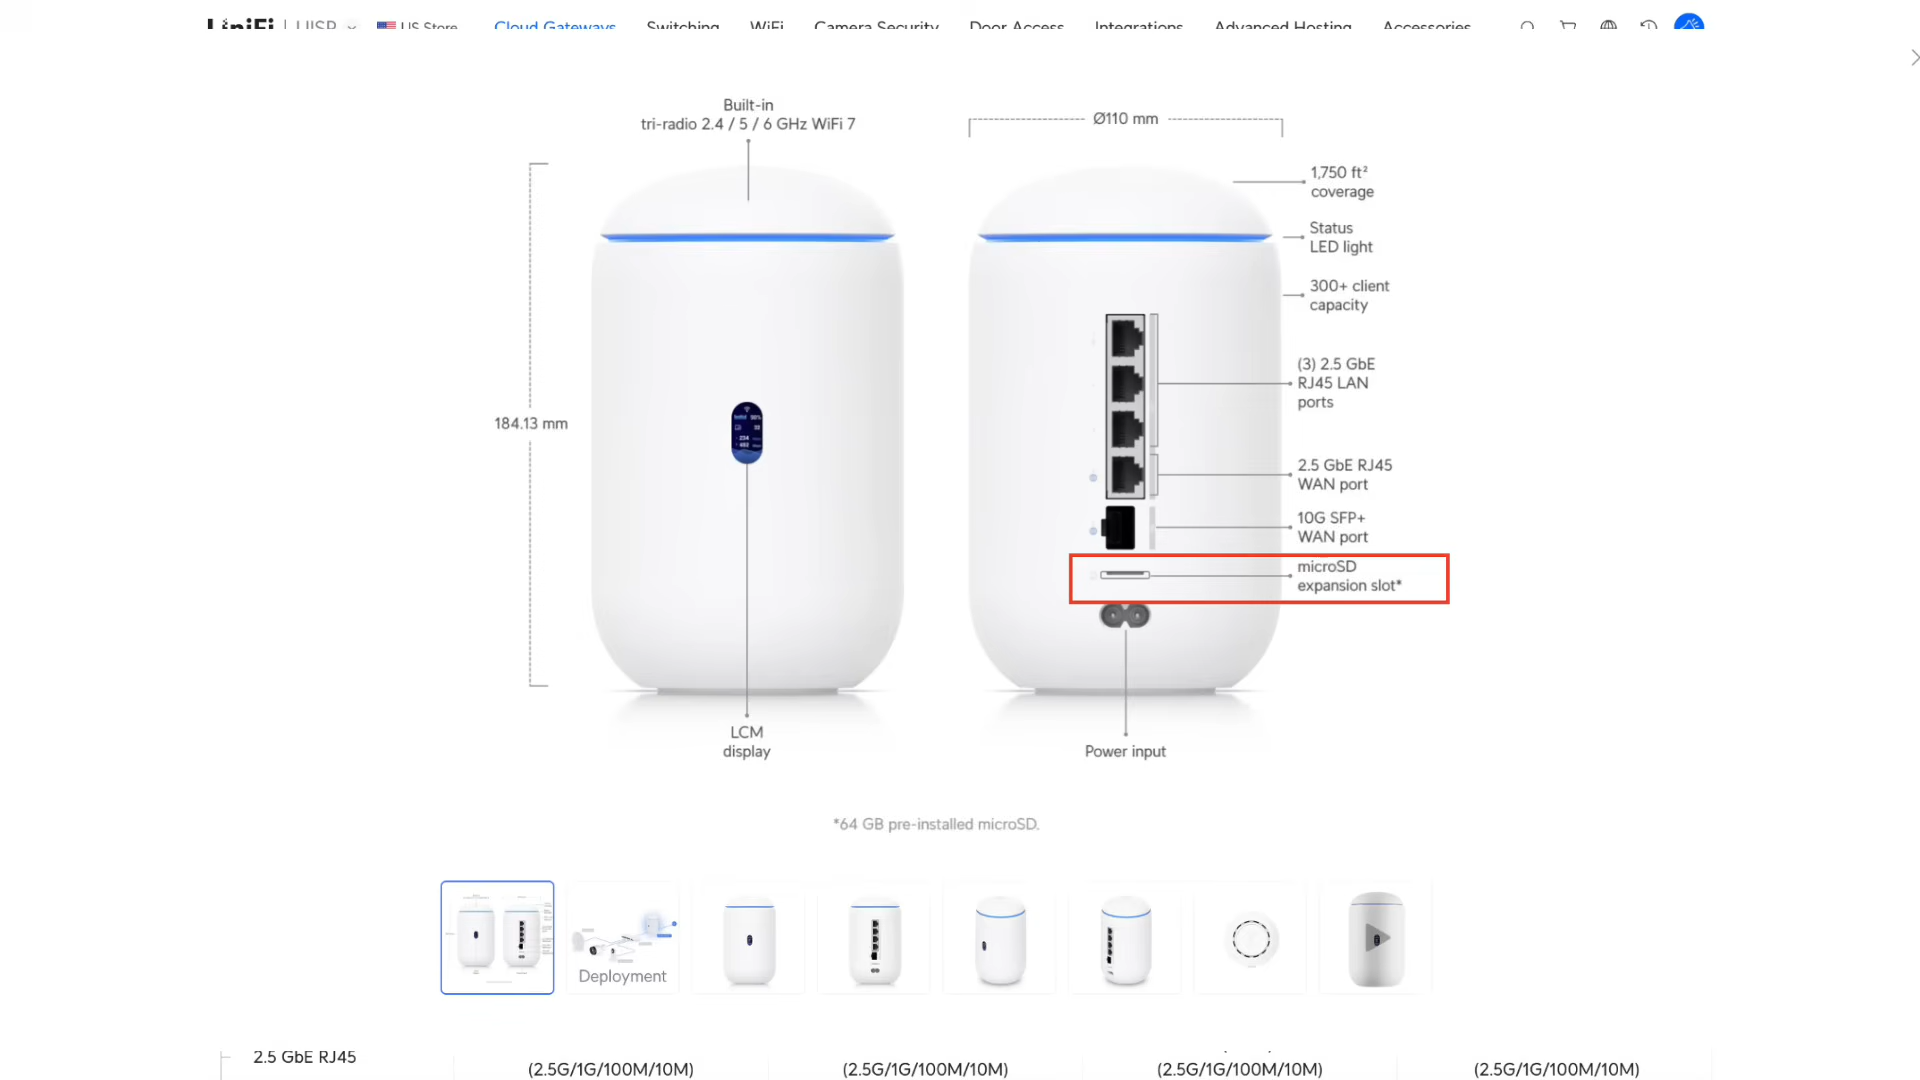 UniFi | UISP
US Store
Cloud Gateways
Switching
WiFi
Camera Security
Door Access
Integrations
Advanced Hosting
Accessories
Built-in
tri-radio 2.4 / 5 / 6 GHz WiFi 7
Ø110 mm
1,750 ft²
coverage
Status
LED light
300+ client
capacity
(3) 2.5 GbE
RJ45 LAN
ports
184.13 mm
2.5 GbE RJ45
WAN port
10G SFP+
WAN port
microSD
expansion slot*
LCM
display
Power input
*64 GB pre-installed microSD.
Deployment
2.5 GbE RJ45
(2.5G/1G/100M/10M)
(2.5G/1G/100M/10M)
(2.5G/1G/100M/10M)
(2.5G/1G/100M/10M)